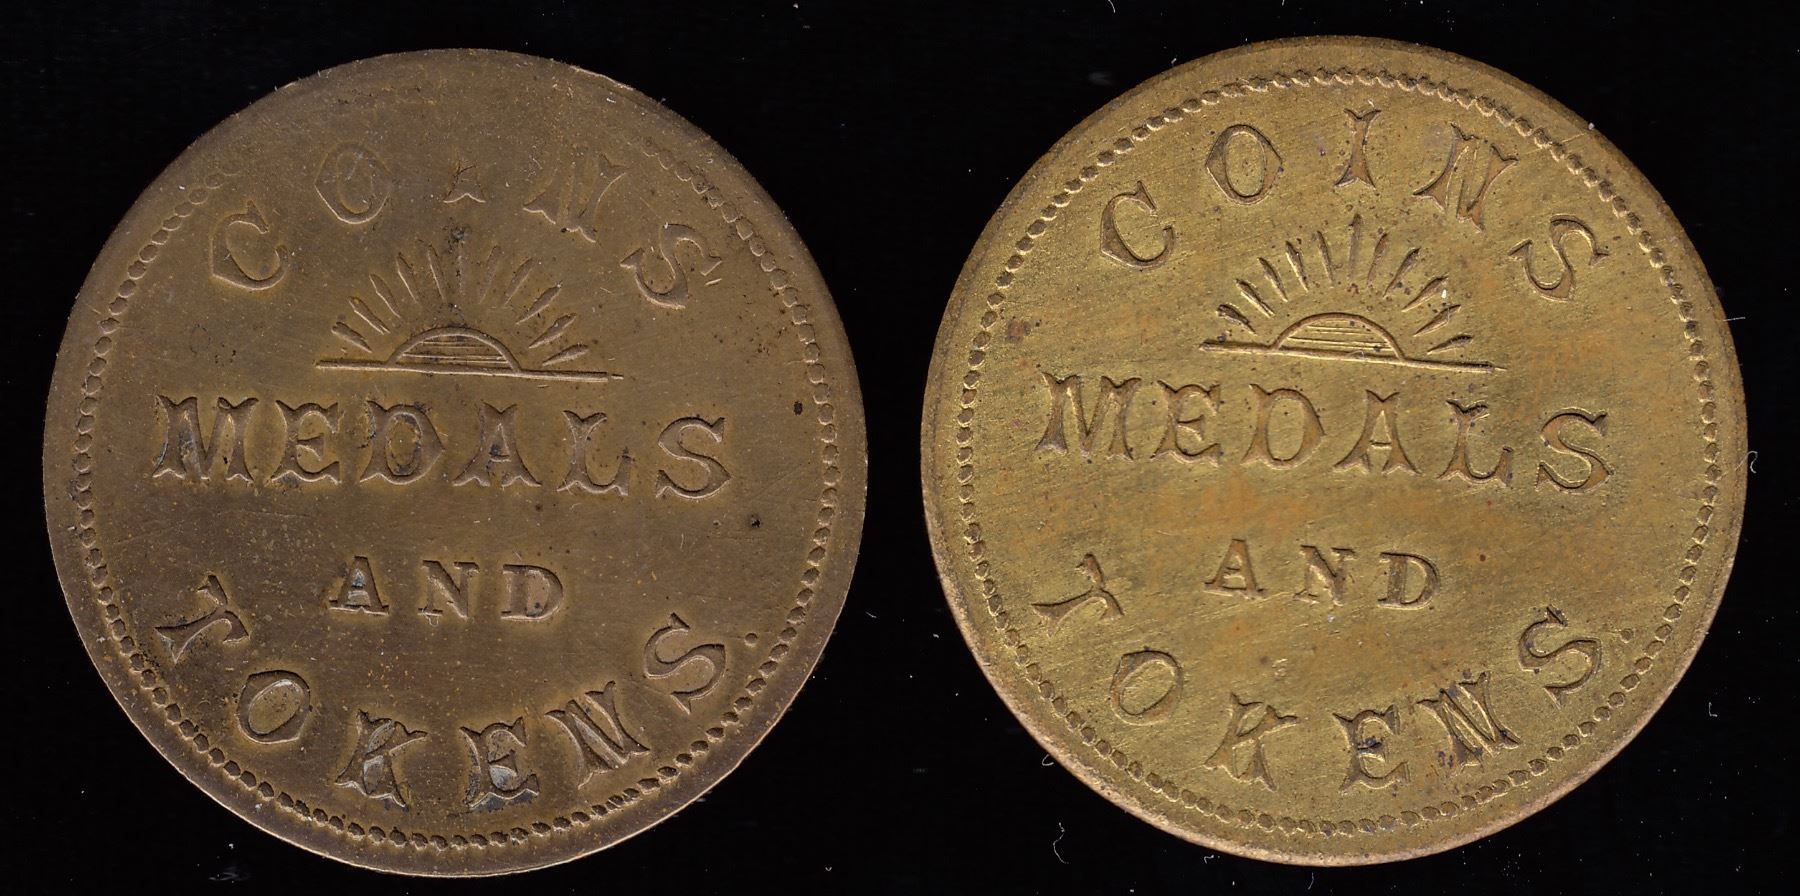 COINS
MEDALS
AND
TOKENS.
COINS
MEDALS
AND
TOKENS.